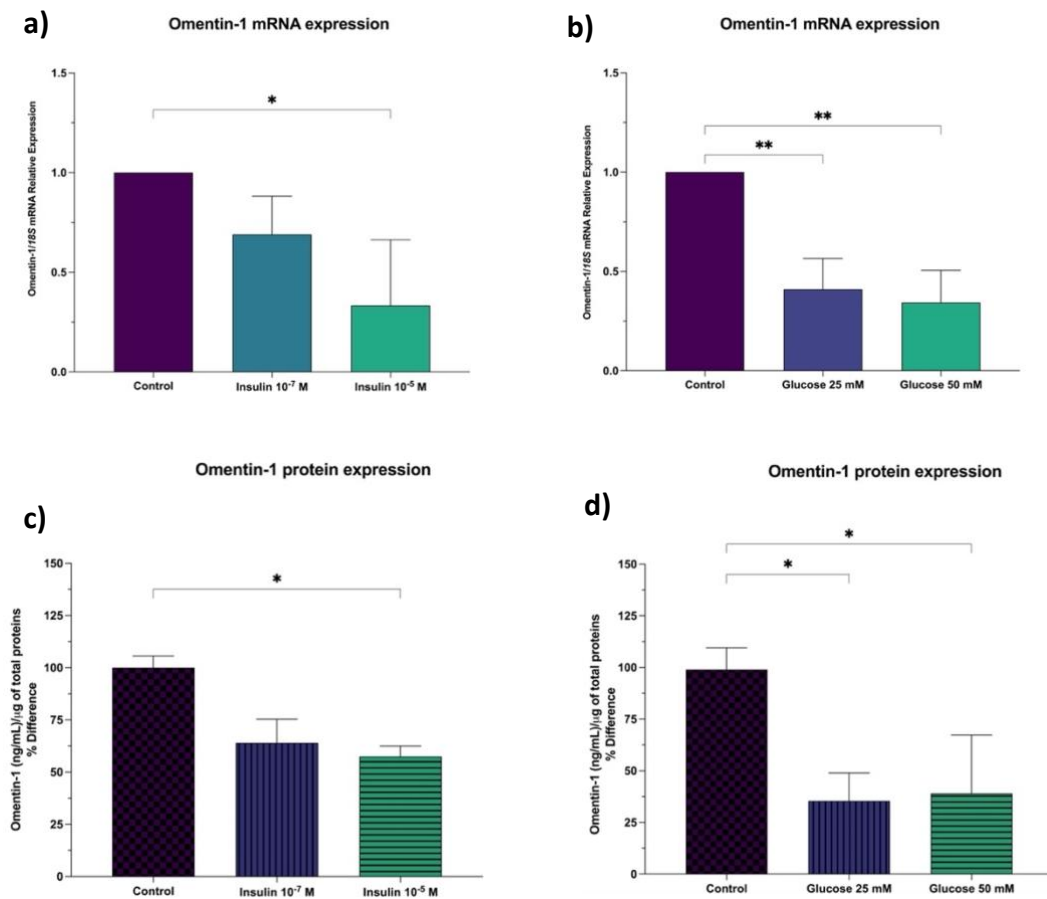 a)
Omentin-1 mRNA expression
Omentin-1/18S mRNA Relative Expression
1.5
1.0
0.5
0.0
*
Control
Insulin 10⁻⁷ M
Insulin 10⁻⁵ M
b)
Omentin-1 mRNA expression
Omentin-1/18S mRNA Relative Expression
1.5
1.0
0.5
0.0
**
**
Control
Glucose 25 mM
Glucose 50 mM
c)
Omentin-1 protein expression
Omentin-1 (ng/mL)/µg of total proteins
% Difference
150
125
100
75
50
25
0
*
Control
Insulin 10⁻⁷ M
Insulin 10⁻⁵ M
d)
Omentin-1 protein expression
Omentin-1 (ng/mL)/µg of total proteins
% Difference
150
125
100
75
50
25
0
*
*
Control
Glucose 25 mM
Glucose 50 mM